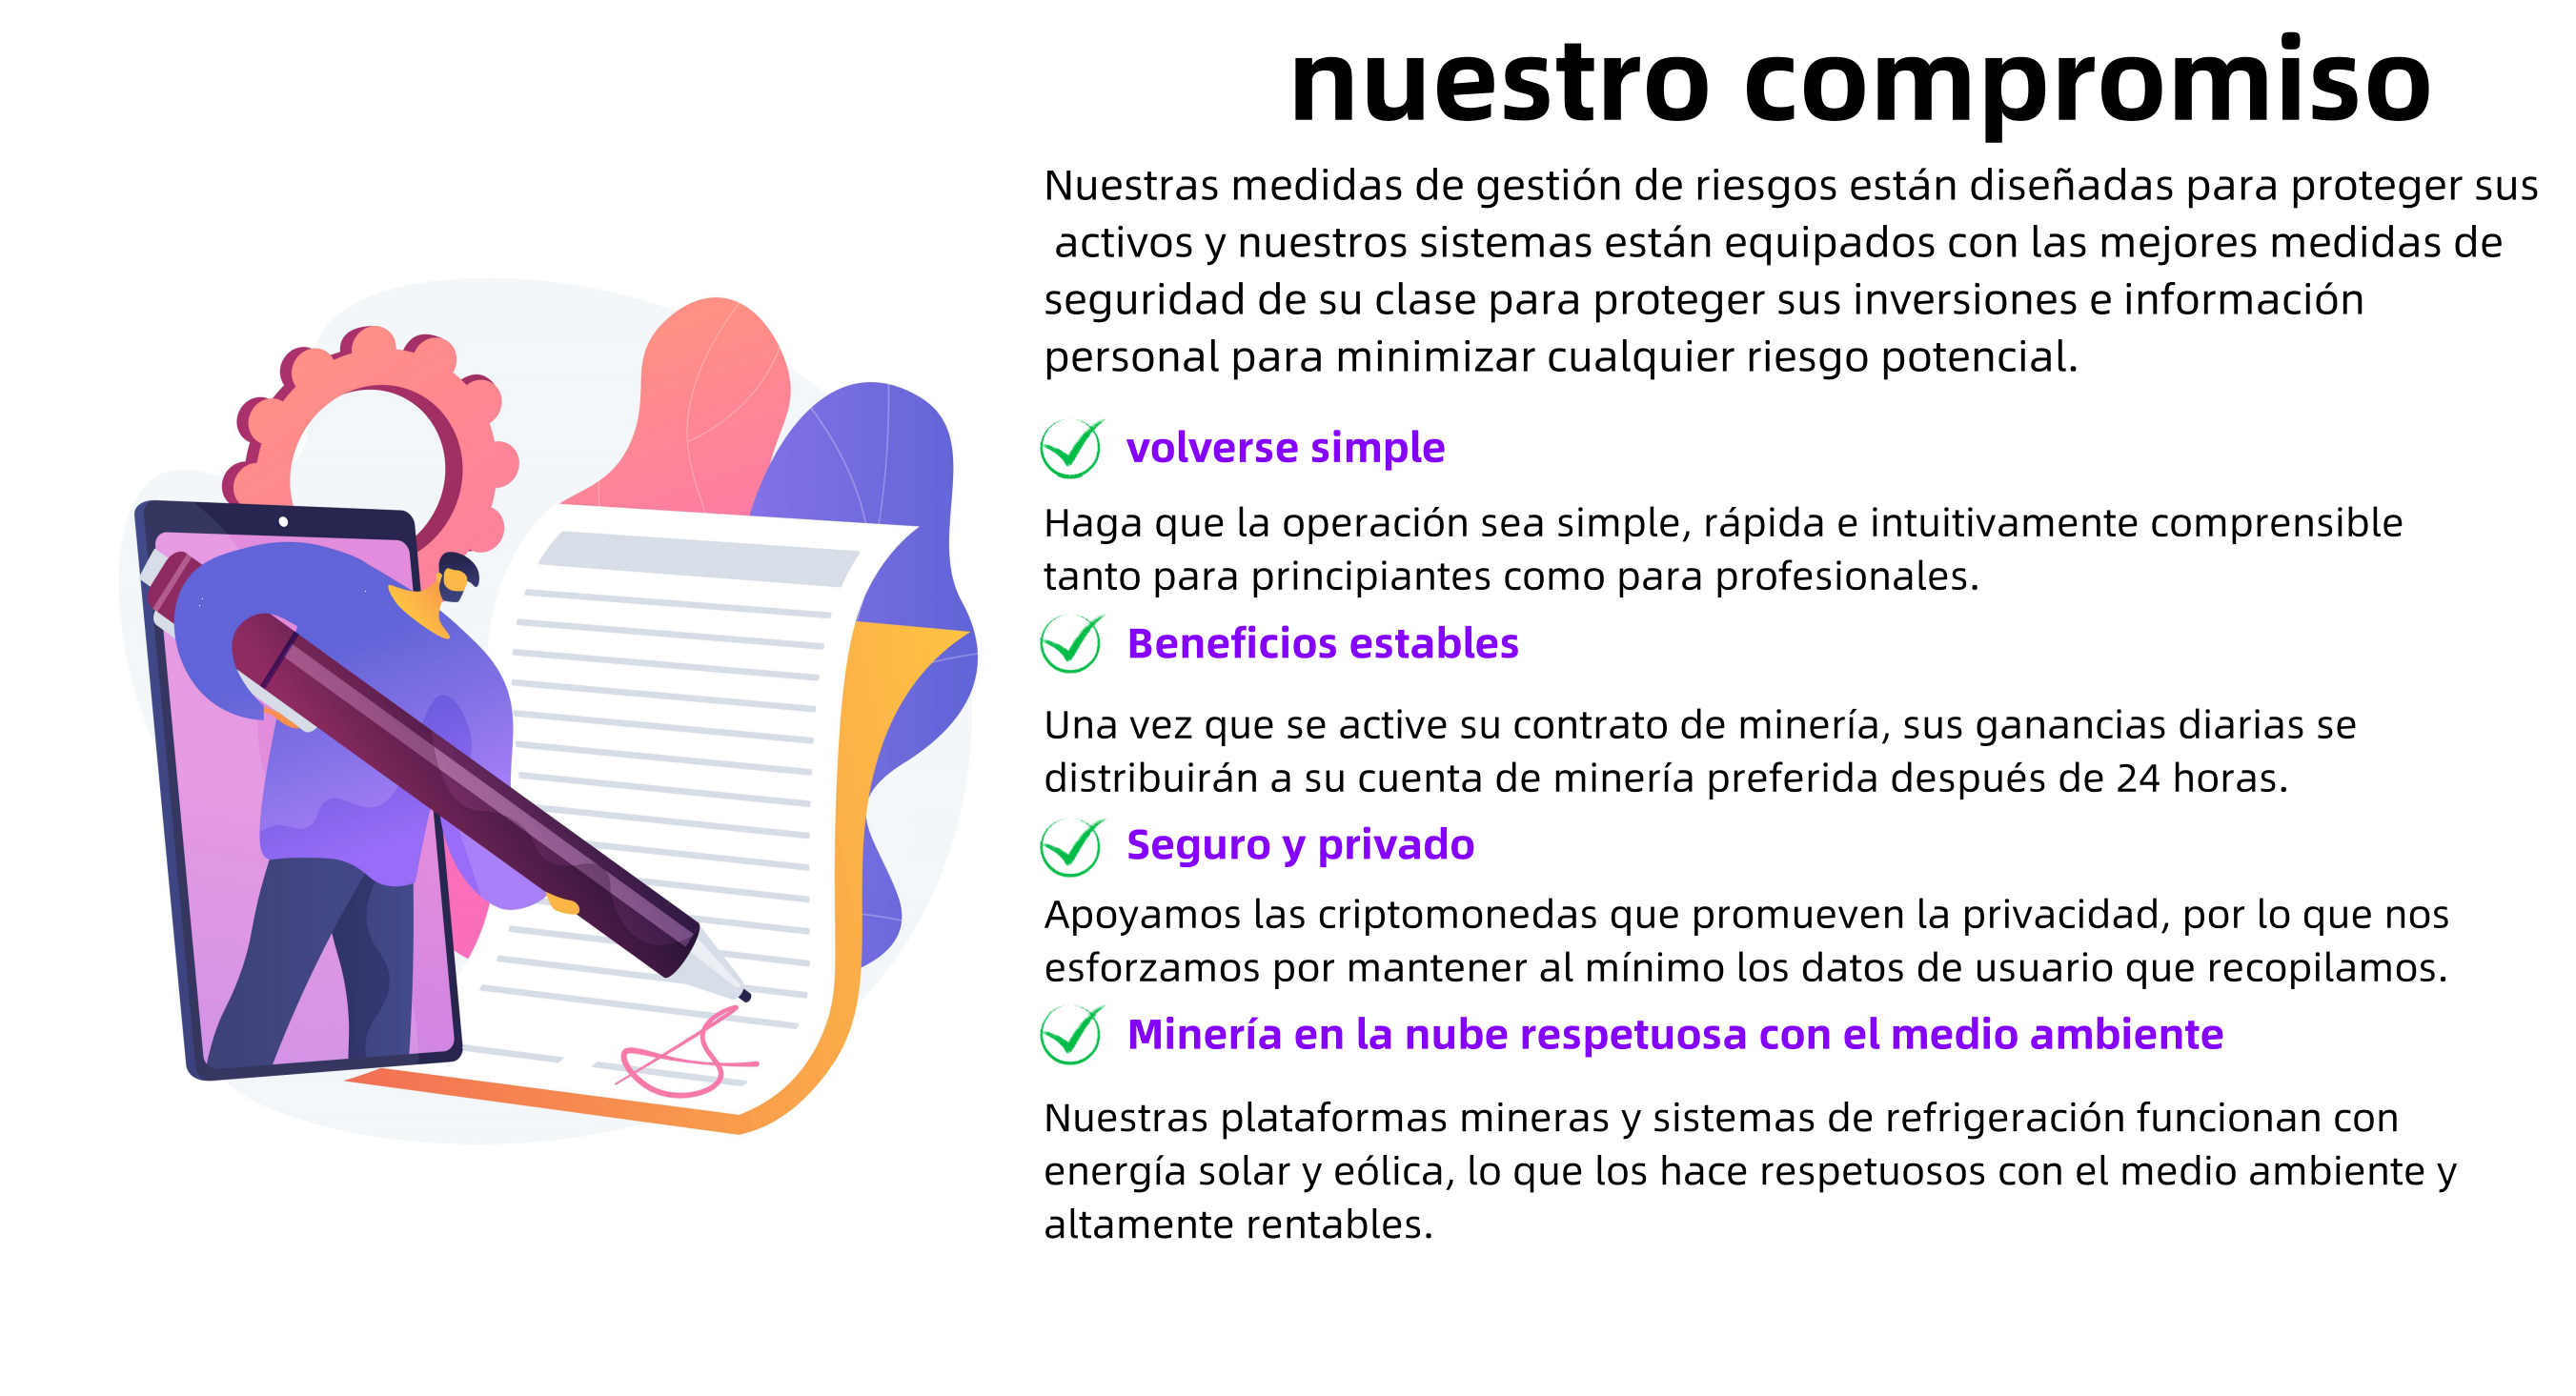 nuestro compromiso
Nuestras medidas de gestión de riesgos están diseñadas para proteger sus
activos y nuestros sistemas están equipados con las mejores medidas de
seguridad de su clase para proteger sus inversiones e información
personal para minimizar cualquier riesgo potencial.
volverse simple
Haga que la operación sea simple, rápida e intuitivamente comprensible
tanto para principiantes como para profesionales.
Beneficios estables
Una vez que se active su contrato de minería, sus ganancias diarias se
distribuirán a su cuenta de minería preferida después de 24 horas.
Seguro y privado
Apoyamos las criptomonedas que promueven la privacidad, por lo que nos
esforzamos por mantener al mínimo los datos de usuario que recopilamos.
Minería en la nube respetuosa con el medio ambiente
Nuestras plataformas mineras y sistemas de refrigeración funcionan con
energía solar y eólica, lo que los hace respetuosos con el medio ambiente y
altamente rentables.